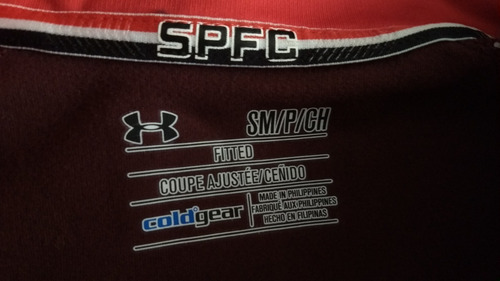 SPFC
SM/P/CH
FITTED
COUPE AJUSTÉE/CEÑIDO
coldgear
MADE IN PHILIPPINES
FABRIQUÉ AUX PHILIPPINES
HECHO EN FILIPINAS